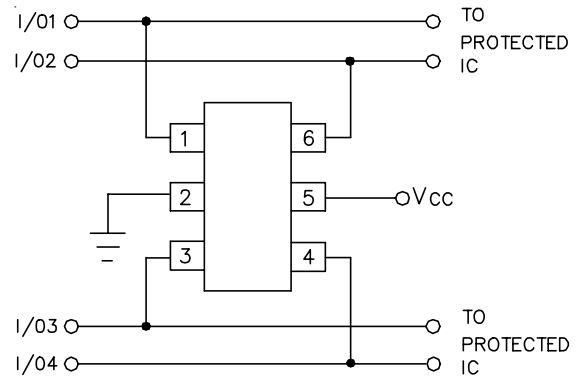 I/01
TO
PROTECTED
IC
I/02
1
6
2
5
VCC
3
4
I/03
TO
PROTECTED
IC
I/04